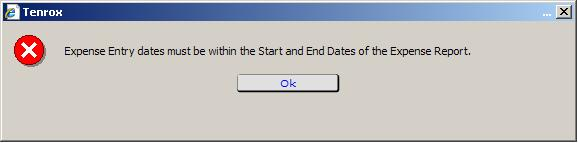 Tenrox
Expense Entry dates must be within the Start and End Dates of the Expense Report.
Ok